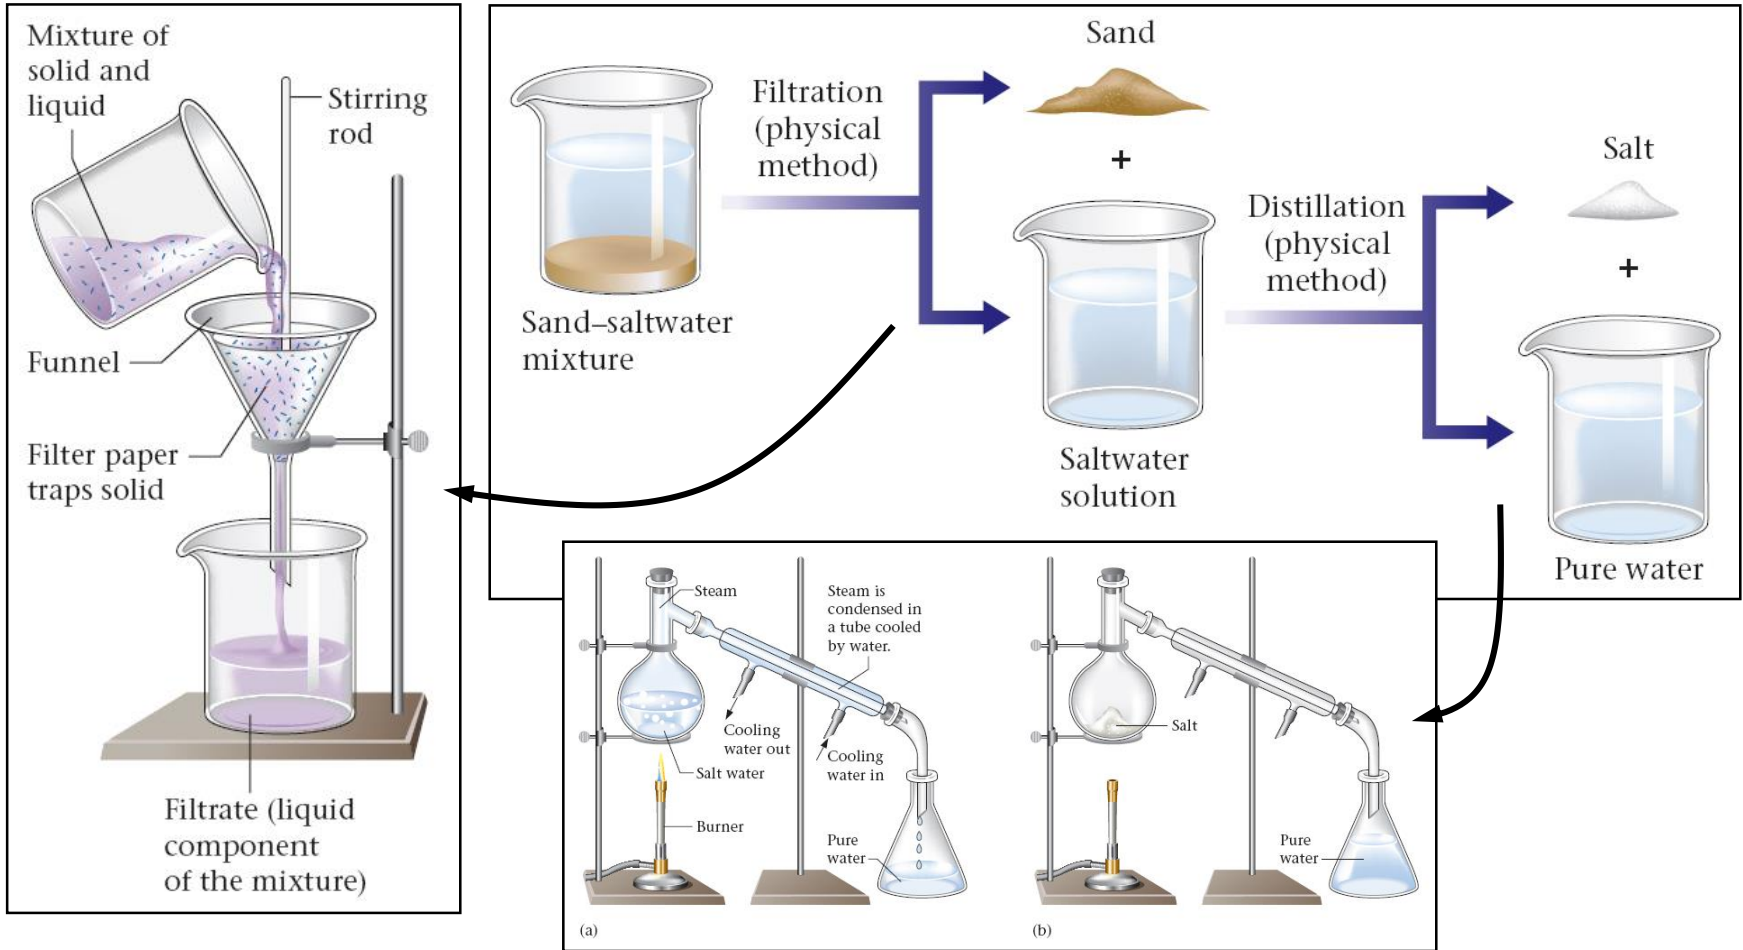 Mixture of
solid and
liquid
Stirring
rod
Funnel
Filter paper
traps solid
Filtrate (liquid
component
of the mixture)
Sand–saltwater
mixture
Filtration
(physical
method)
Sand
+
Saltwater
solution
Distillation
(physical
method)
Salt
+
Pure water
Steam
Steam is
condensed in
a tube cooled
by water.
Cooling
water out
Cooling
water in
Salt water
Burner
Pure
water
(a)
Salt
Pure
water
(b)